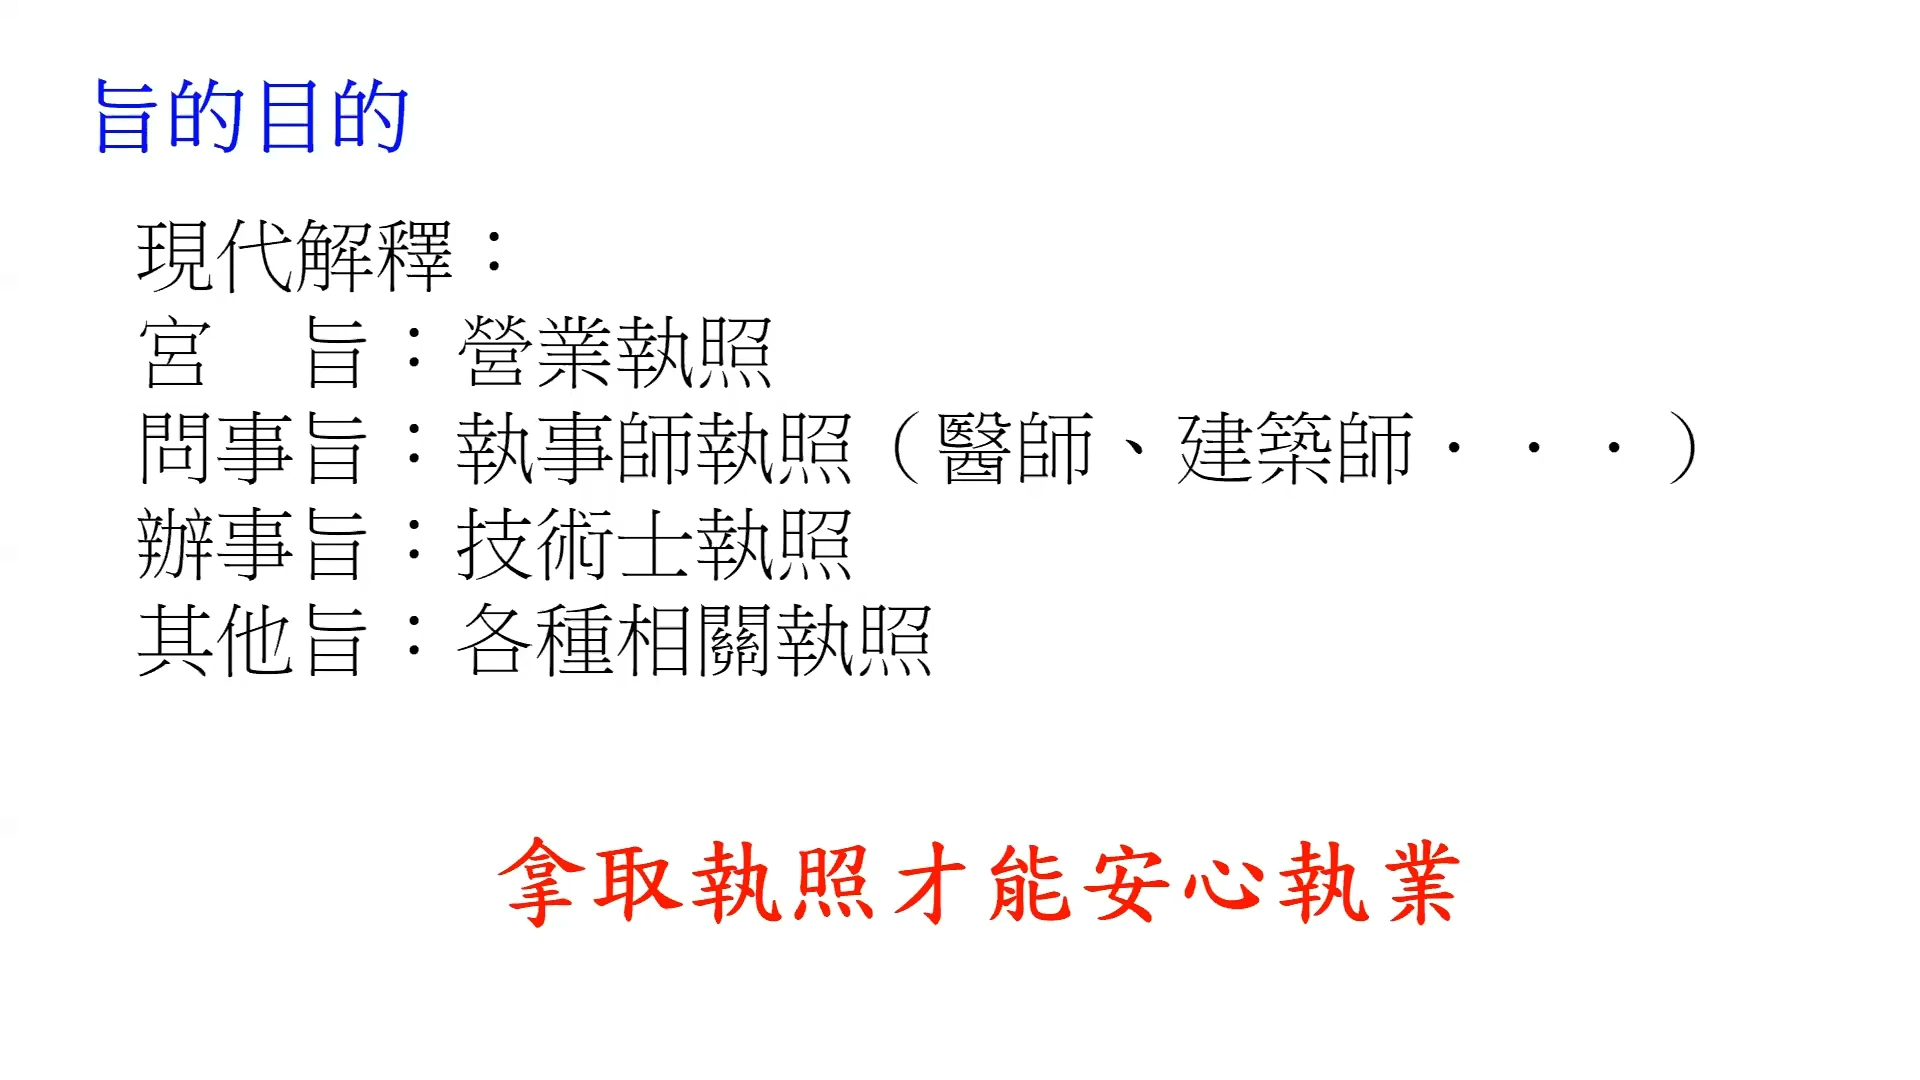 旨的目的
現代解釋：
宮　旨：營業執照
問事旨：執事師執照（醫師、建築師．．．）
辦事旨：技術士執照
其他旨：各種相關執照
拿取執照才能安心執業